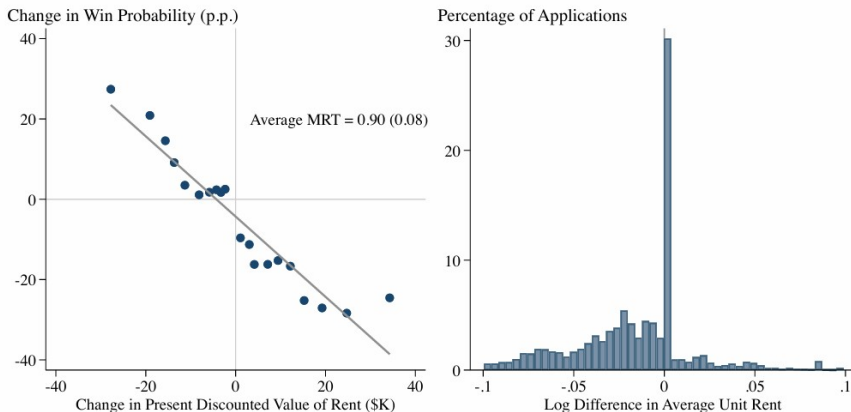 Change in Win Probability (p.p.)
40
20
0
-20
-40
Average MRT = 0.90 (0.08)
-40 -20 0 20 40
Change in Present Discounted Value of Rent ($K)
Percentage of Applications
30
20
10
0
-.1 -.05 0 .05 .1
Log Difference in Average Unit Rent